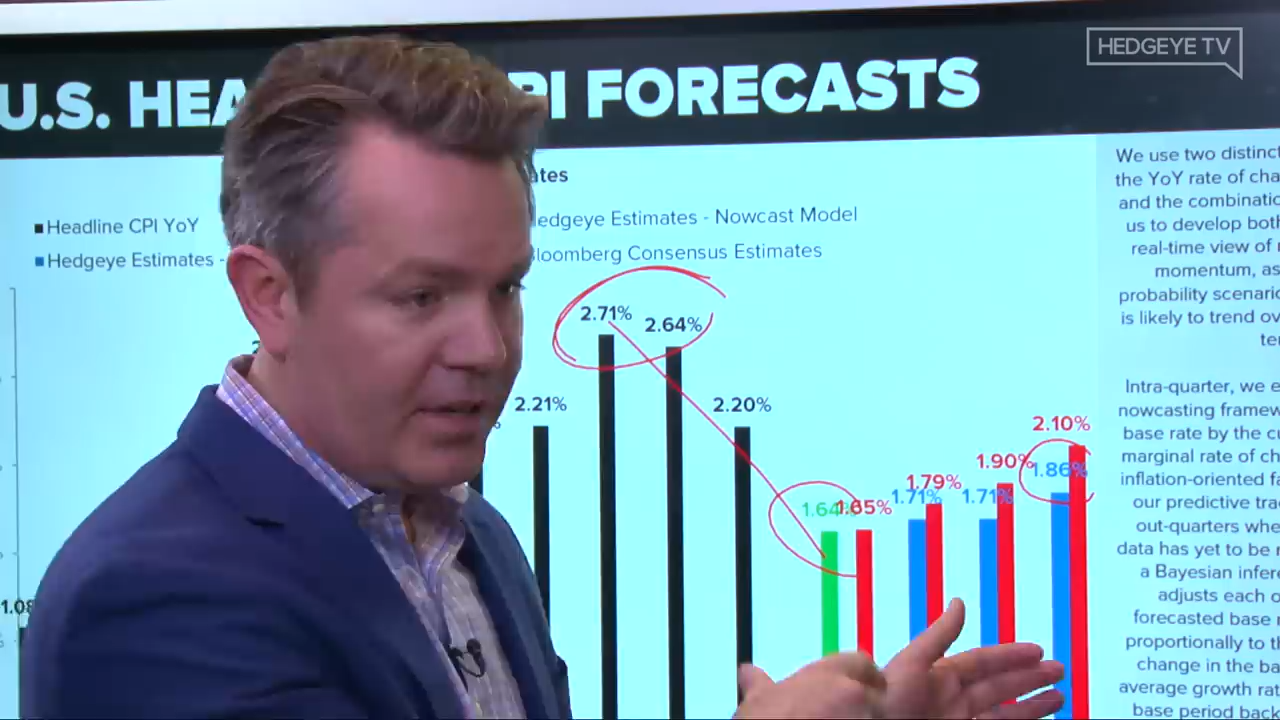 HEDGEYE TV
U.S. HEA PI FORECASTS
ates
Headline CPI YoY
edgeye Estimates - Nowcast Model
Hedgeye Estimates -
loomberg Consensus Estimates
2.71%
2.64%
2.21%
2.20%
2.10%
1.90%
1.86%
1.79%
1.71%
1.71%
1.64%
1.65%
1.08
We use two distinct
the YoY rate of cha
and the combinatio
us to develop both
real-time view of
momentum, as
probability scenario
is likely to trend ov
ter
Intra-quarter, we e
nowcasting framew
base rate by the cu
marginal rate of ch
inflation-oriented fa
our predictive tra
out-quarters whe
data has yet to be r
a Bayesian infere
adjusts each o
forecasted base r
proportionally to th
change in the ba
average growth rat
base period back